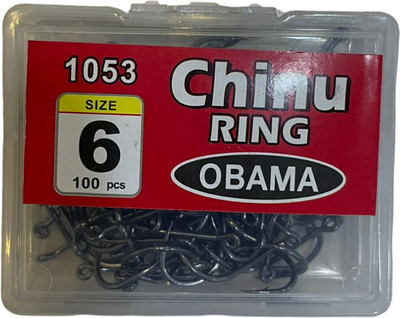 1053
Chinu
RING
SIZE
6
100 pcs
OBAMA